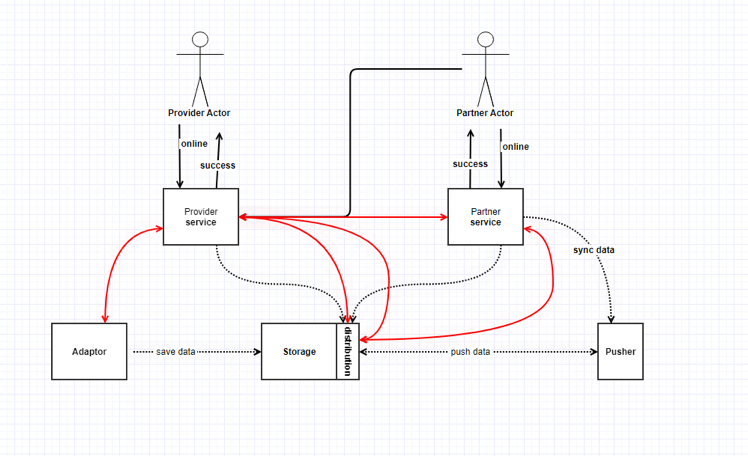 Provider Actor
Partner Actor
online
success
online
success
Provider
service
Partner
service
sync data
Adaptor
save data
Storage
distribution
push data
Pusher